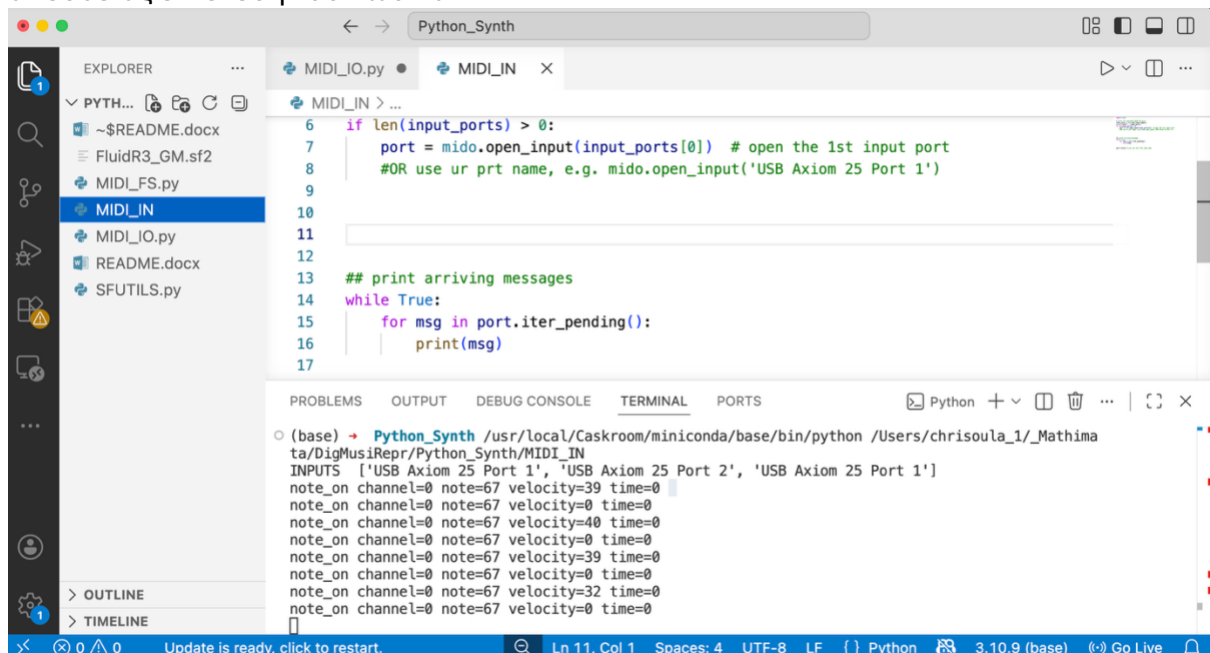 Python_Synth
EXPLORER
MIDI_IO.py
MIDI_IN
PYTH...
MIDI_IN > ...
~$README.docx
FluidR3_GM.sf2
MIDI_FS.py
MIDI_IN
MIDI_IO.py
README.docx
SFUTILS.py
OUTLINE
TIMELINE
6 if len(input_ports) > 0:
7 port = mido.open_input(input_ports[0]) # open the 1st input port
8 #OR use ur prt name, e.g. mido.open_input('USB Axiom 25 Port 1')
9
10
11
12
13 ## print arriving messages
14 while True:
15 for msg in port.iter_pending():
16 print(msg)
17
PROBLEMS OUTPUT DEBUG CONSOLE TERMINAL PORTS Python
(base) → Python_Synth /usr/local/Caskroom/miniconda/base/bin/python /Users/chrisoula_1/_Mathima
ta/DigMusiRepr/Python_Synth/MIDI_IN
INPUTS ['USB Axiom 25 Port 1', 'USB Axiom 25 Port 2', 'USB Axiom 25 Port 1']
note_on channel=0 note=67 velocity=39 time=0
note_on channel=0 note=67 velocity=0 time=0
note_on channel=0 note=67 velocity=40 time=0
note_on channel=0 note=67 velocity=0 time=0
note_on channel=0 note=67 velocity=39 time=0
note_on channel=0 note=67 velocity=0 time=0
note_on channel=0 note=67 velocity=32 time=0
note_on channel=0 note=67 velocity=0 time=0
0 0 Update is ready, click to restart. Ln 11, Col 1 Spaces: 4 UTF-8 LF {} Python 3.10.9 (base) Go Live